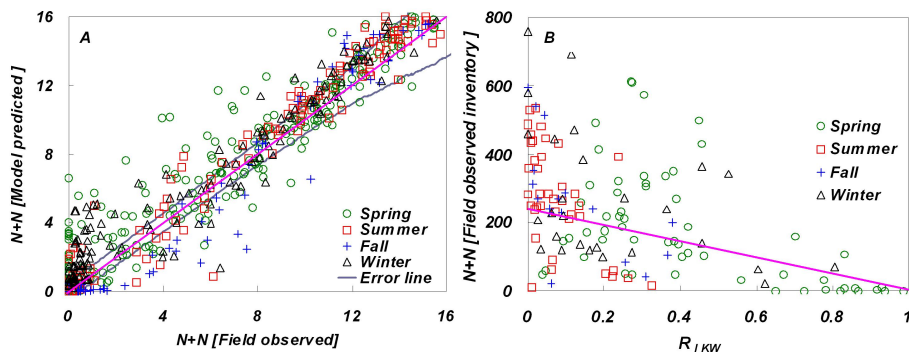 A
16
12
8
4
0
N+N [Model predicted ]
Spring
Summer
Fall
Winter
Error line
0 4 8 12 16
N+N [Field observed ]
B
800
600
400
200
0
N+N [Field observed inventory]
Spring
Summer
Fall
Winter
0 0.2 0.4 0.6 0.8 1